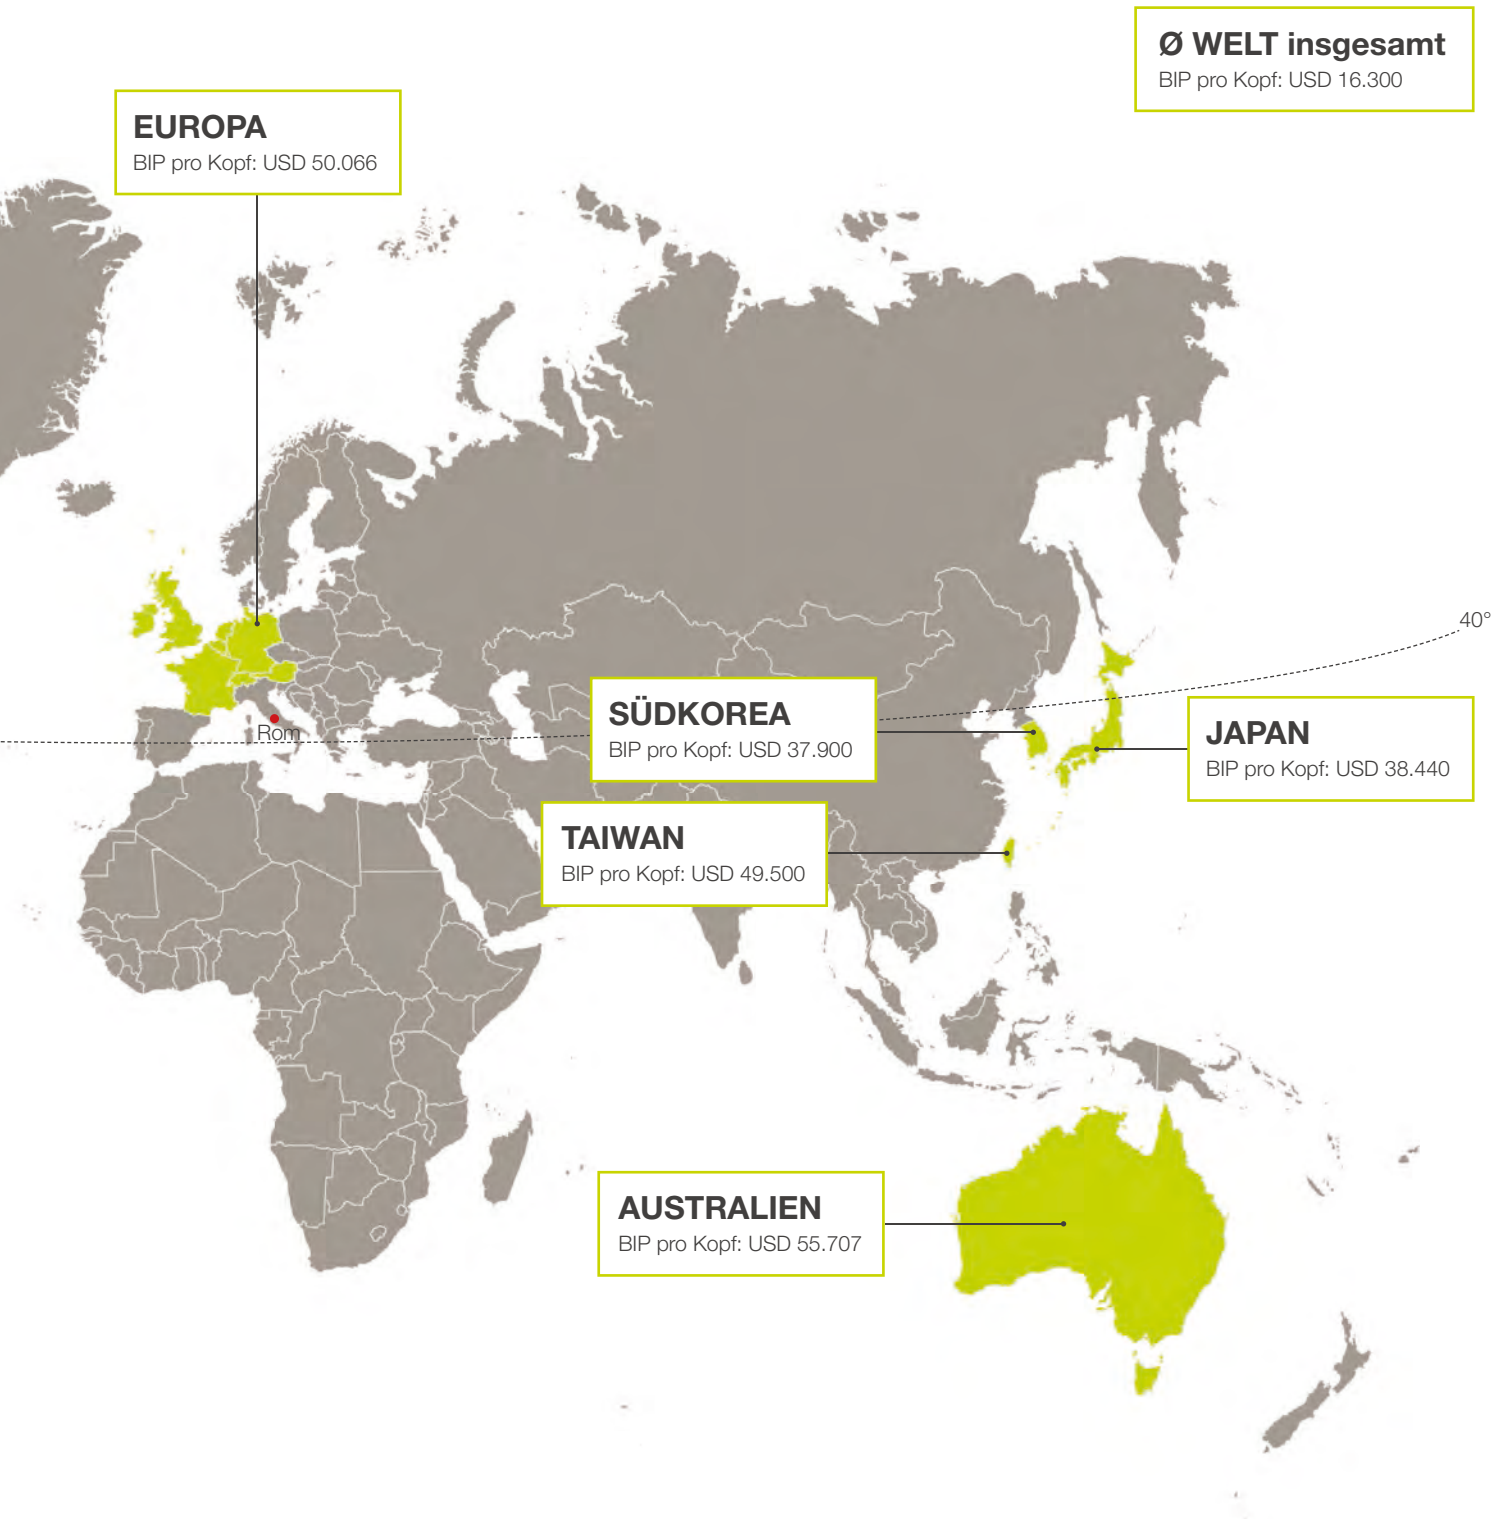 Ø WELT insgesamt
BIP pro Kopf: USD 16.300
EUROPA
BIP pro Kopf: USD 50.066
40°
SÜDKOREA
BIP pro Kopf: USD 37.900
JAPAN
BIP pro Kopf: USD 38.440
Rom
TAIWAN
BIP pro Kopf: USD 49.500
AUSTRALIEN
BIP pro Kopf: USD 55.707